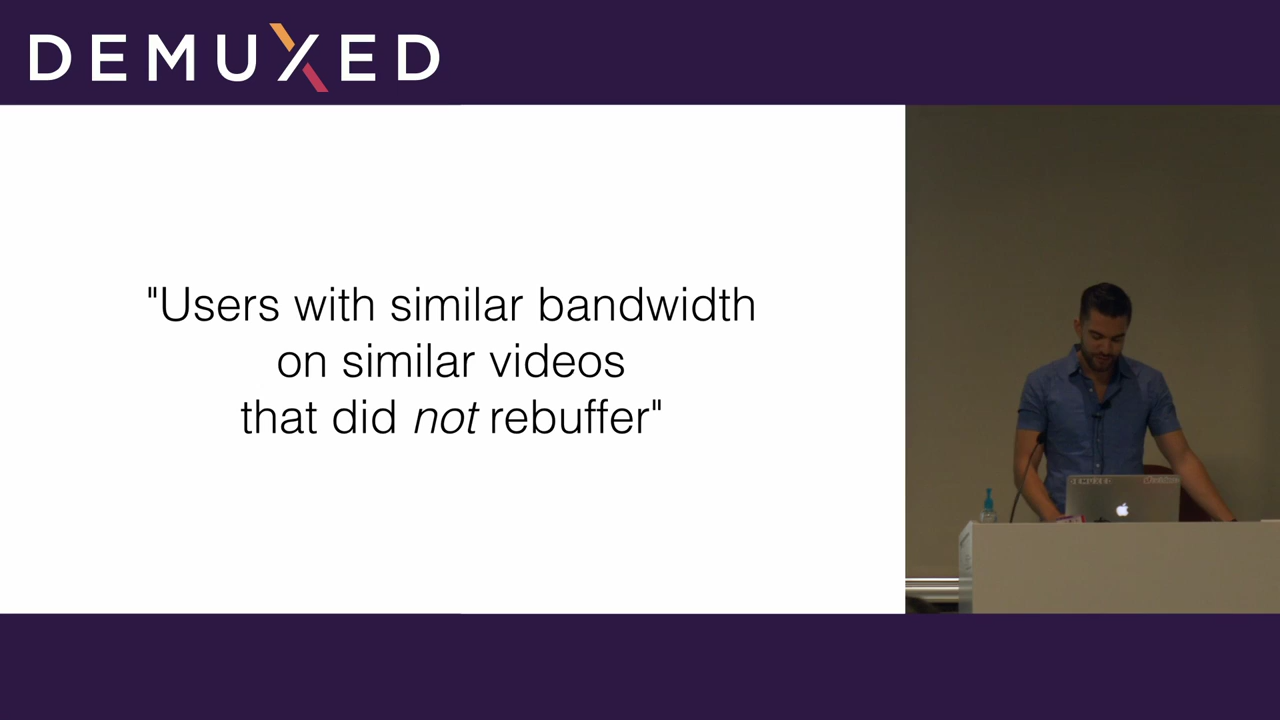 DEMUXED
"Users with similar bandwidth
on similar videos
that did not rebuffer"